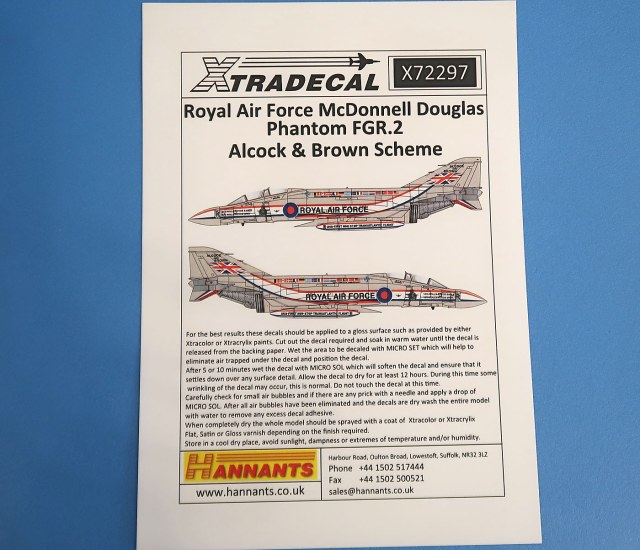 XTRADECAL
X72297
Royal Air Force McDonnell Douglas
Phantom FGR.2
Alcock & Brown Scheme
ROYAL AIR FORCE
ROYAL AIR FORCE
For the best results these decals should be applied to a gloss surface such as provided by either
Xtracolor or Xtracrylix paints. Cut out the decal required and soak in warm water until the decal is
released from the backing paper. Wet the area to be decaled with MICRO SET which will help to
eliminate air trapped under the decal and position the decal.
After 5 or 10 minutes wet the decal with MICRO SOL which will soften the decal and ensure that it
settles down over any surface detail. Allow the decal to dry for at least 12 hours. During this time some
wrinkling of the decal may occur, this is normal. Do not touch the decal at this time.
Carefully check for small air bubbles and if there are any prick with a needle and apply a drop of
MICRO SOL. After all air bubbles have been eliminated and the decals are dry wash the entire model
with water to remove any excess decal adhesive.
When completely dry the whole model should be sprayed with a coat of Xtracolor or Xtracrylix
Flat, Satin or Gloss varnish depending on the finish required.
Store in a cool dry place, avoid sunlight, dampness or extremes of temperature and/or humidity.
HANNANTS
www.hannants.co.uk
Harbour Road, Oulton Broad, Lowestoft, Suffolk, NR32 3LZ
Phone +44 1502 517444
Fax +44 1502 500521
sales@hannants.co.uk